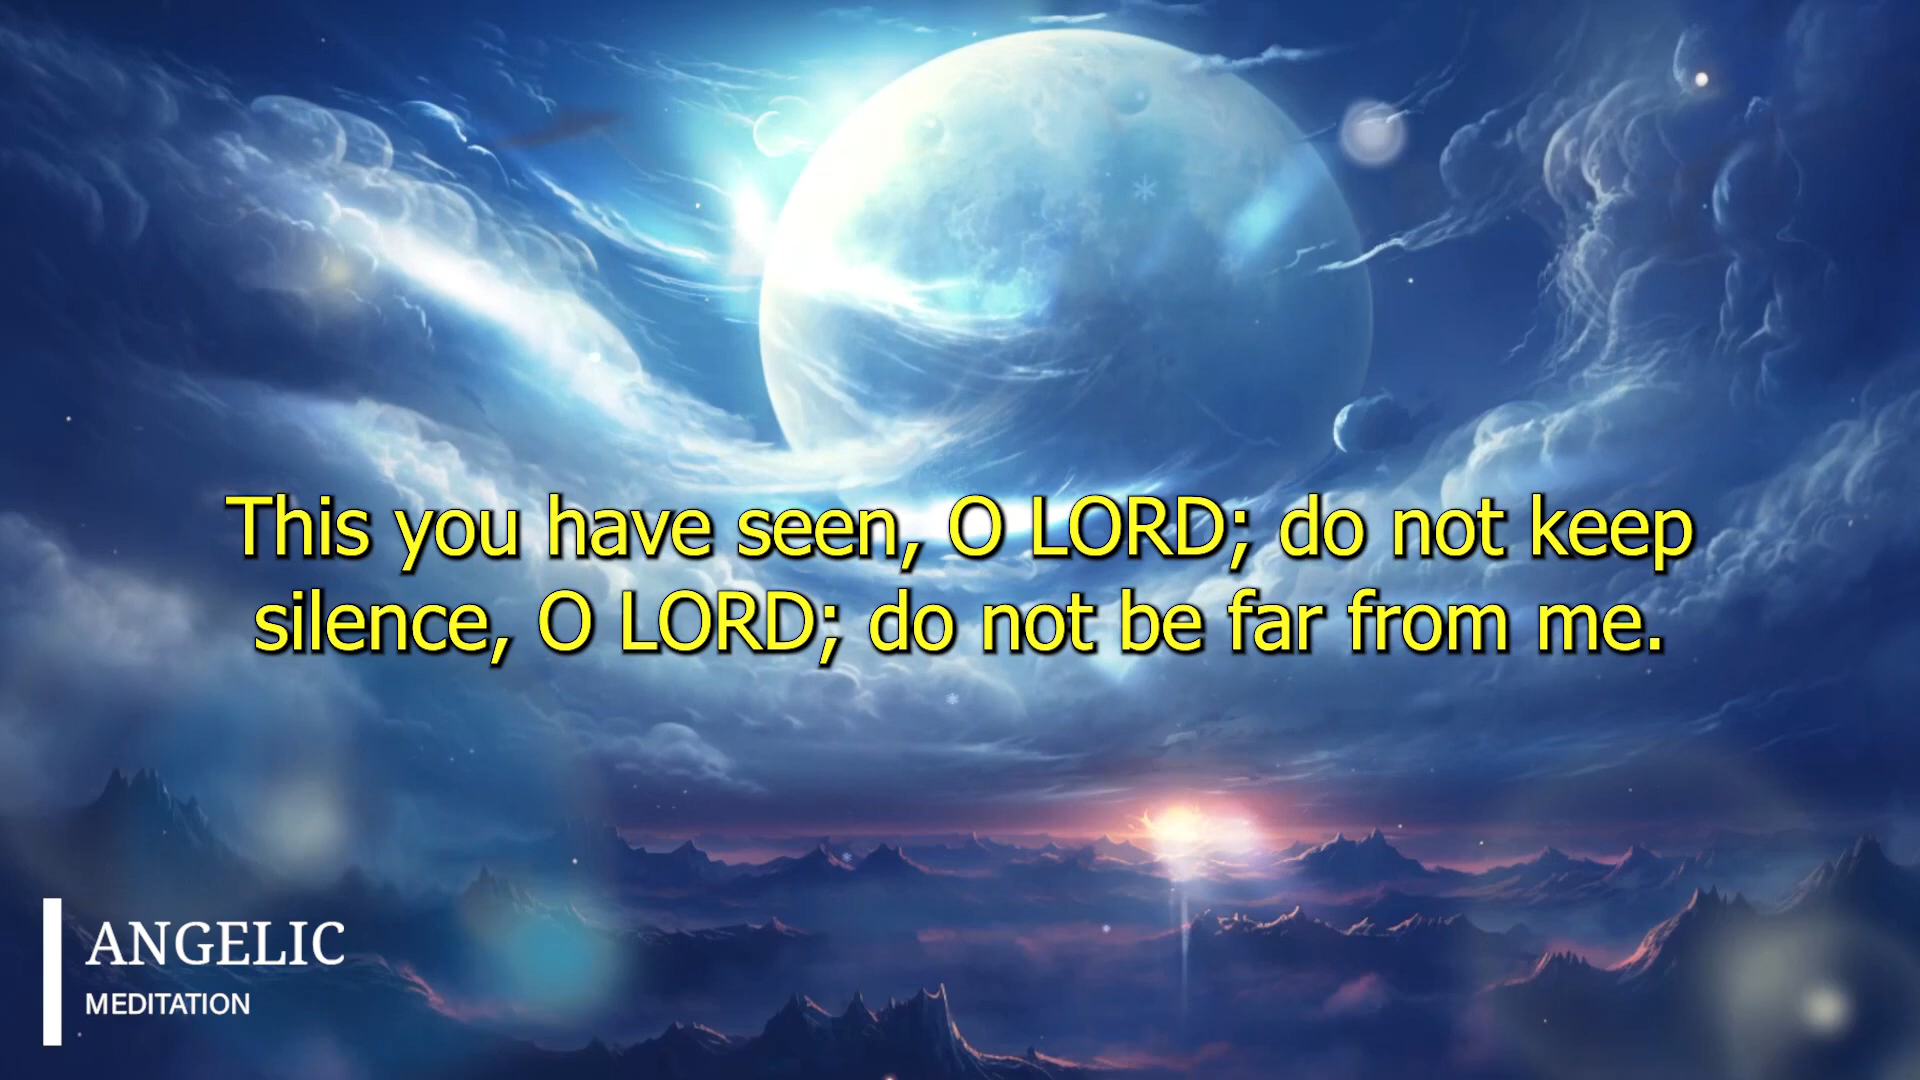 This you have seen, O LORD; do not keep
silence, O LORD; do not be far from me.
ANGELIC
MEDITATION